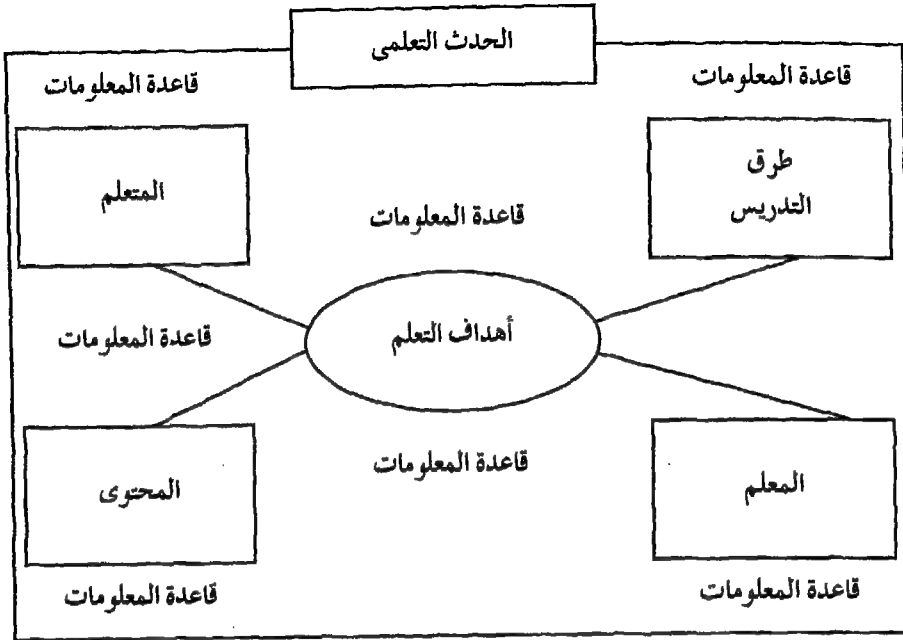 الحدث التعلمى
قاعدة المعلومات
قاعدة المعلومات
طرق
التدريس
المتعلم
قاعدة المعلومات
أهداف التعلم
قاعدة المعلومات
قاعدة المعلومات
المعلم
المحتوى
قاعدة المعلومات
قاعدة المعلومات